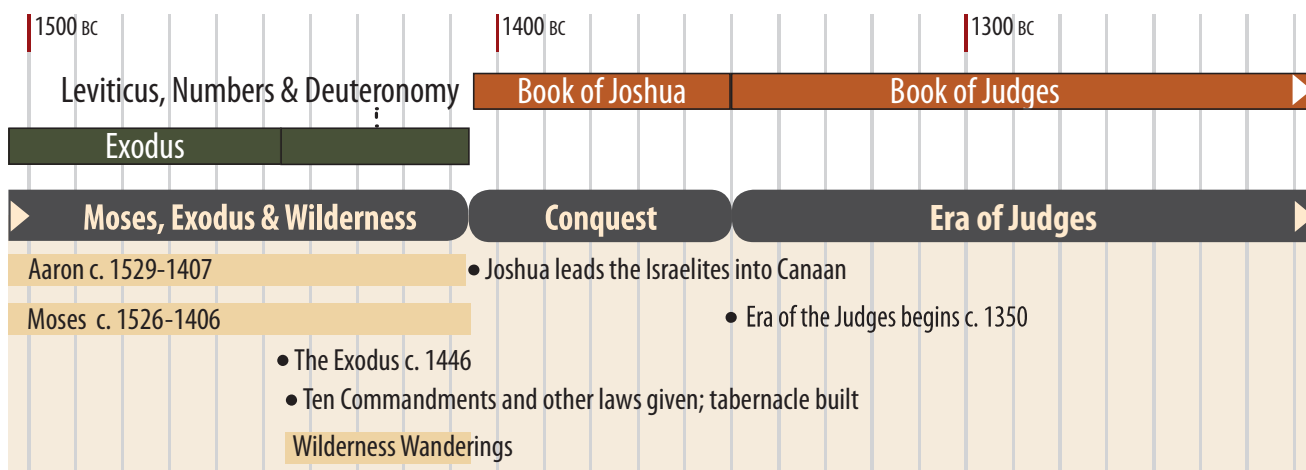 1500 BC
1400 BC
1300 BC
Leviticus, Numbers & Deuteronomy
Book of Joshua
Book of Judges
Exodus
Moses, Exodus & Wilderness
Conquest
Era of Judges
Aaron c. 1529-1407
Joshua leads the Israelites into Canaan
Moses c. 1526-1406
Era of the Judges begins c. 1350
The Exodus c. 1446
Ten Commandments and other laws given; tabernacle built
Wilderness Wanderings